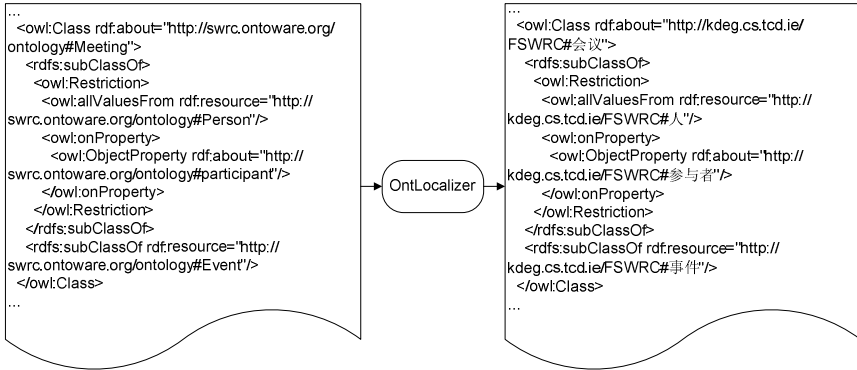 ...
<owl:Class rdf:about="http://swrc.ontoware.org/
ontology#Meeting">
<rdfs:subClassOf>
<owl:Restriction>
<owl:allValuesFrom rdf:resource="http://
swrc.ontoware.org/ontology#Person"/>
<owl:onProperty>
<owl:ObjectProperty rdf:about="http://
swrc.ontoware.org/ontology#participant"/>
</owl:onProperty>
</owl:Restriction>
</rdfs:subClassOf>
<rdfs:subClassOf rdf:resource="http://
swrc.ontoware.org/ontology#Event"/>
</owl:Class>
...
OntLocalizer
...
<owl:Class rdf:about="http://kdeg.cs.tcd.ie/
FSWRC#会议">
<rdfs:subClassOf>
<owl:Restriction>
<owl:allValuesFrom rdf:resource="http://
kdeg.cs.tcd.ie/FSWRC#人"/>
<owl:onProperty>
<owl:ObjectProperty rdf:about="http://
kdeg.cs.tcd.ie/FSWRC#参与者"/>
</owl:onProperty>
</owl:Restriction>
</rdfs:subClassOf>
<rdfs:subClassOf rdf:resource="http://
kdeg.cs.tcd.ie/FSWRC#事件"/>
</owl:Class>
...